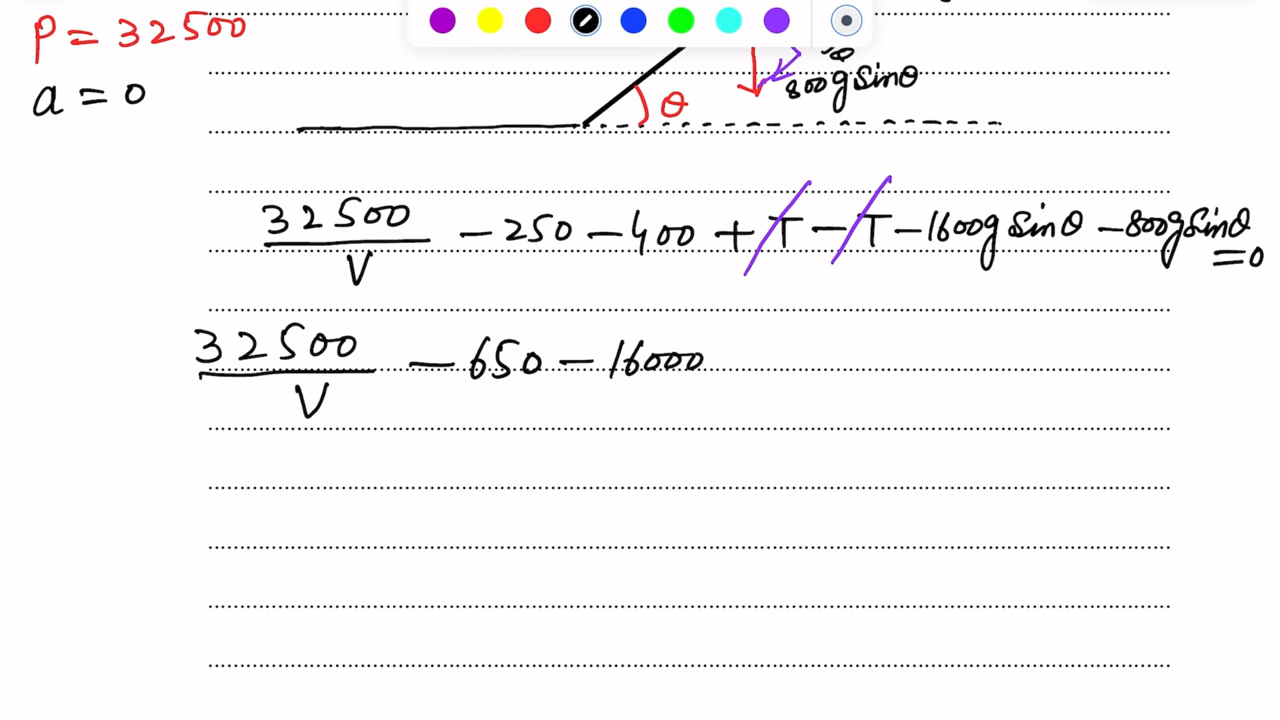 P = 32500
a = 0
800g sinθ
θ
32500/V − 250 − 400 + T − T − 1600g sinθ − 800g sinθ = 0
32500/V − 650 − 16000